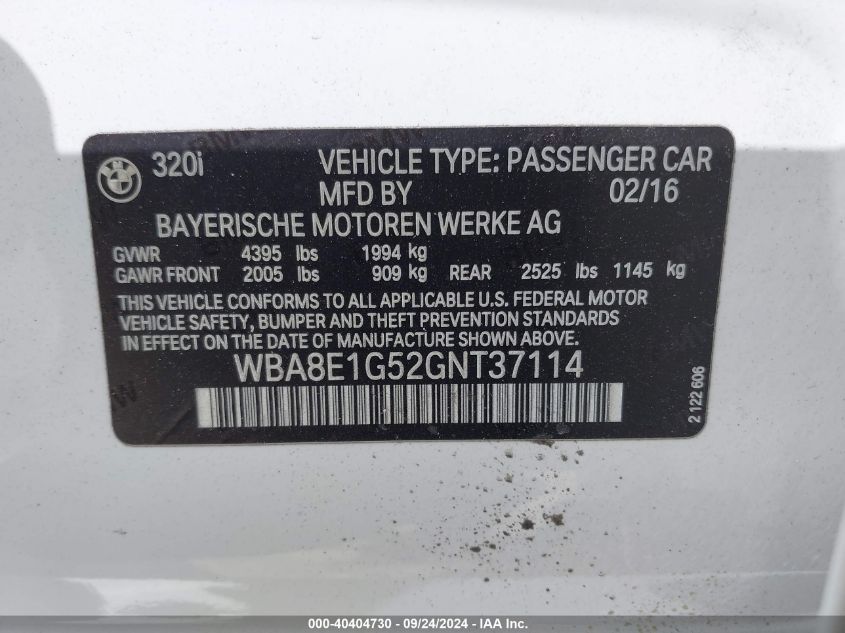 320i VEHICLE TYPE: PASSENGER CAR
MFD BY 02/16
BAYERISCHE MOTOREN WERKE AG
GVWR 4395 lbs 1994 kg
GAWR FRONT 2005 lbs 909 kg REAR 2525 lbs 1145 kg
THIS VEHICLE CONFORMS TO ALL APPLICABLE U.S. FEDERAL MOTOR
VEHICLE SAFETY, BUMPER AND THEFT PREVENTION STANDARDS
IN EFFECT ON THE DATE OF MANUFACTURE SHOWN ABOVE.
WBA8E1G52GNT37114
2 122 606
000-40404730 - 09/24/2024 - IAA Inc.